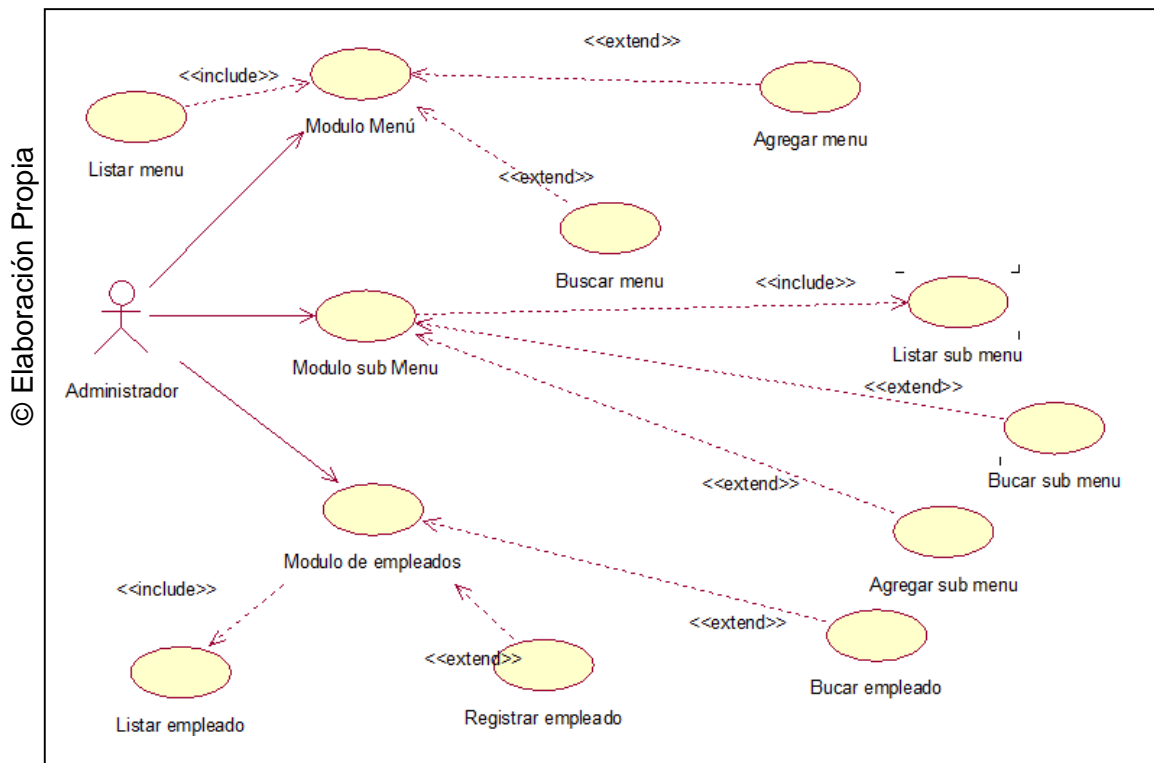 © Elaboración Propia
<<extend>>
<<include>>
Modulo Menú
Agregar menu
Listar menu
<<extend>>
Buscar menu
<<include>>
Listar sub menu
Modulo sub Menu
Administrador
<<extend>>
Bucar sub menu
<<extend>>
Modulo de empleados
Agregar sub menu
<<include>>
<<extend>>
<<extend>>
Bucar empleado
Listar empleado
Registrar empleado